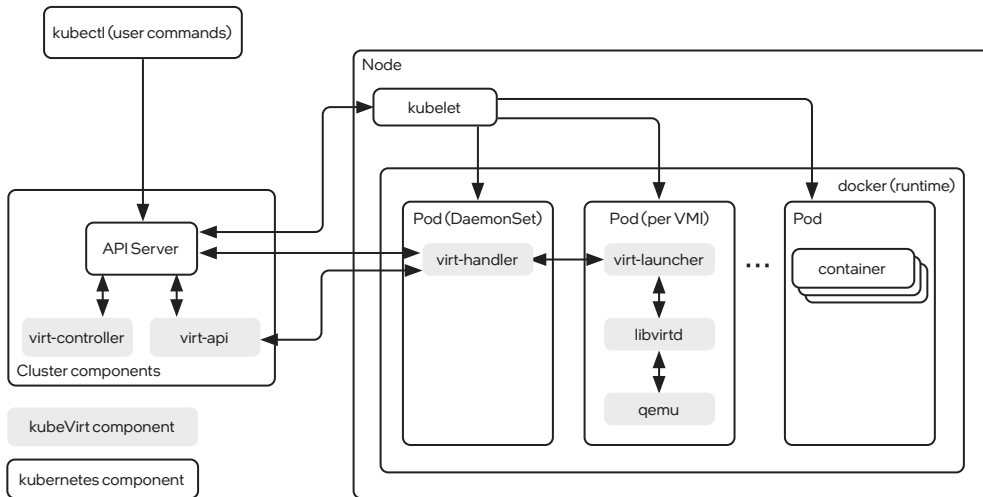 kubectl (user commands)
Node
kubelet
docker (runtime)
Pod (DaemonSet)
Pod (per VMI)
Pod
API Server
virt-handler
virt-launcher
...
container
virt-controller
virt-api
libvirtd
Cluster components
qemu
kubeVirt component
kubernetes component